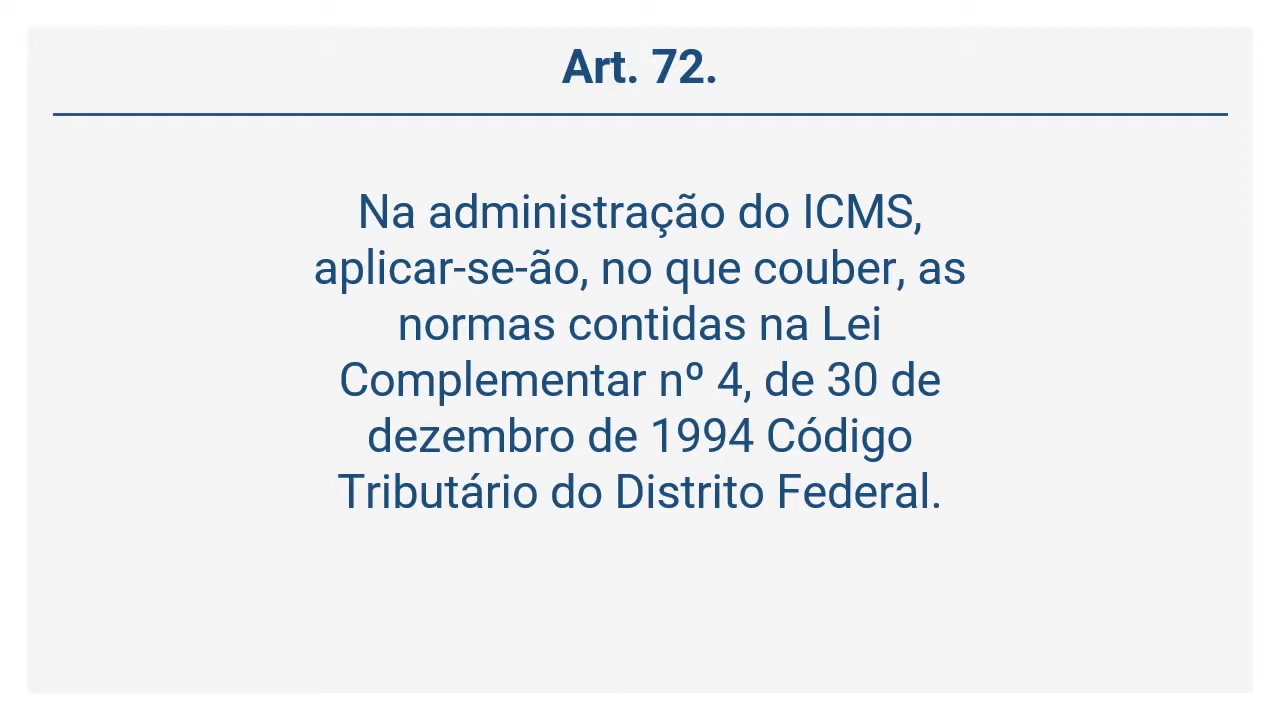 Art. 72.
Na administração do ICMS,
aplicar-se-ão, no que couber, as
normas contidas na Lei
Complementar nº 4, de 30 de
dezembro de 1994 Código
Tributário do Distrito Federal.